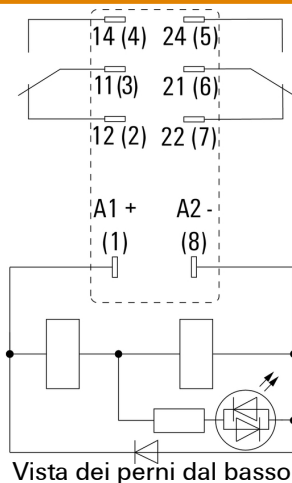 14 (4) 24 (5)
11(3) 21 (6)
12 (2) 22 (7)
A1 + A2 -
(1) (8)
Vista dei perni dal basso